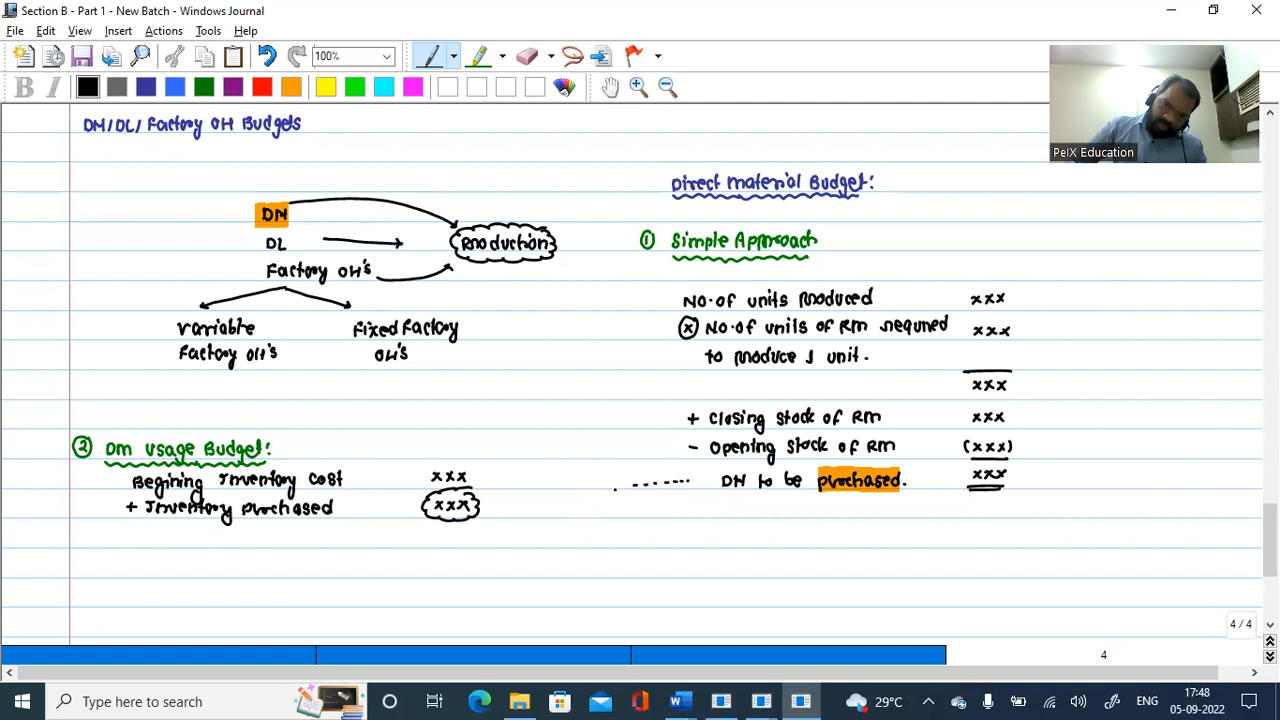 Section B - Part 1 - New Batch - Windows Journal
File Edit View Insert Actions Tools Help
100%
B I
PelX Education
DM/DL/Factory OH Budgets
DM
DL
Factory OH's
Production
Variable
Factory OH's
Fixed Factory
OH's
② DM Usage Budget:
Begining Inventory cost xxx
+ Inventory purchased xxx
Direct Material Budget:
① Simple Approach
No. of units Produced xxx
ⓧ No. of units of RM required xxx
to Produce 1 unit.
xxx
+ Closing stock of RM xxx
- Opening stock of RM (xxx)
........ DM to be purchased. xxx
4 / 4
4
Type here to search
29°C
ENG
17:48
05-09-2022